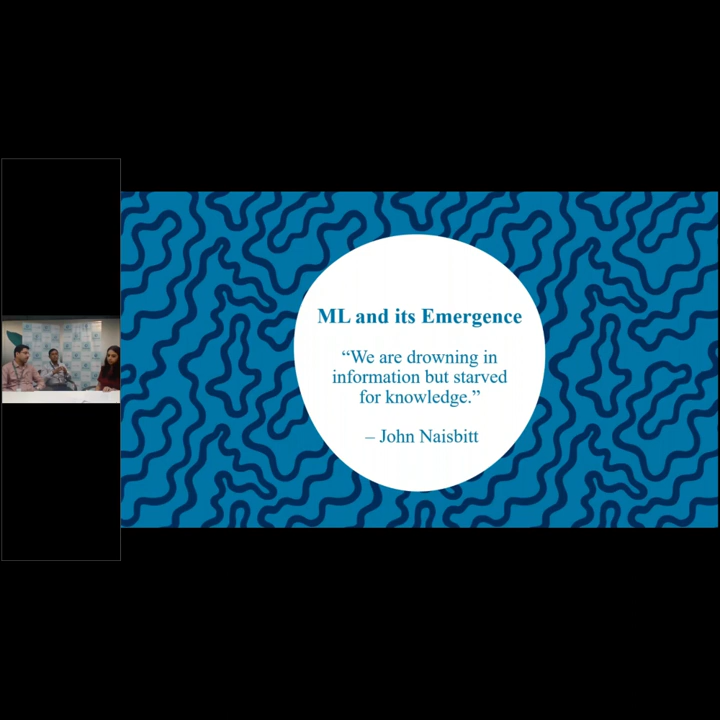 ML and its Emergence
“We are drowning in
information but starved
for knowledge.”
– John Naisbitt